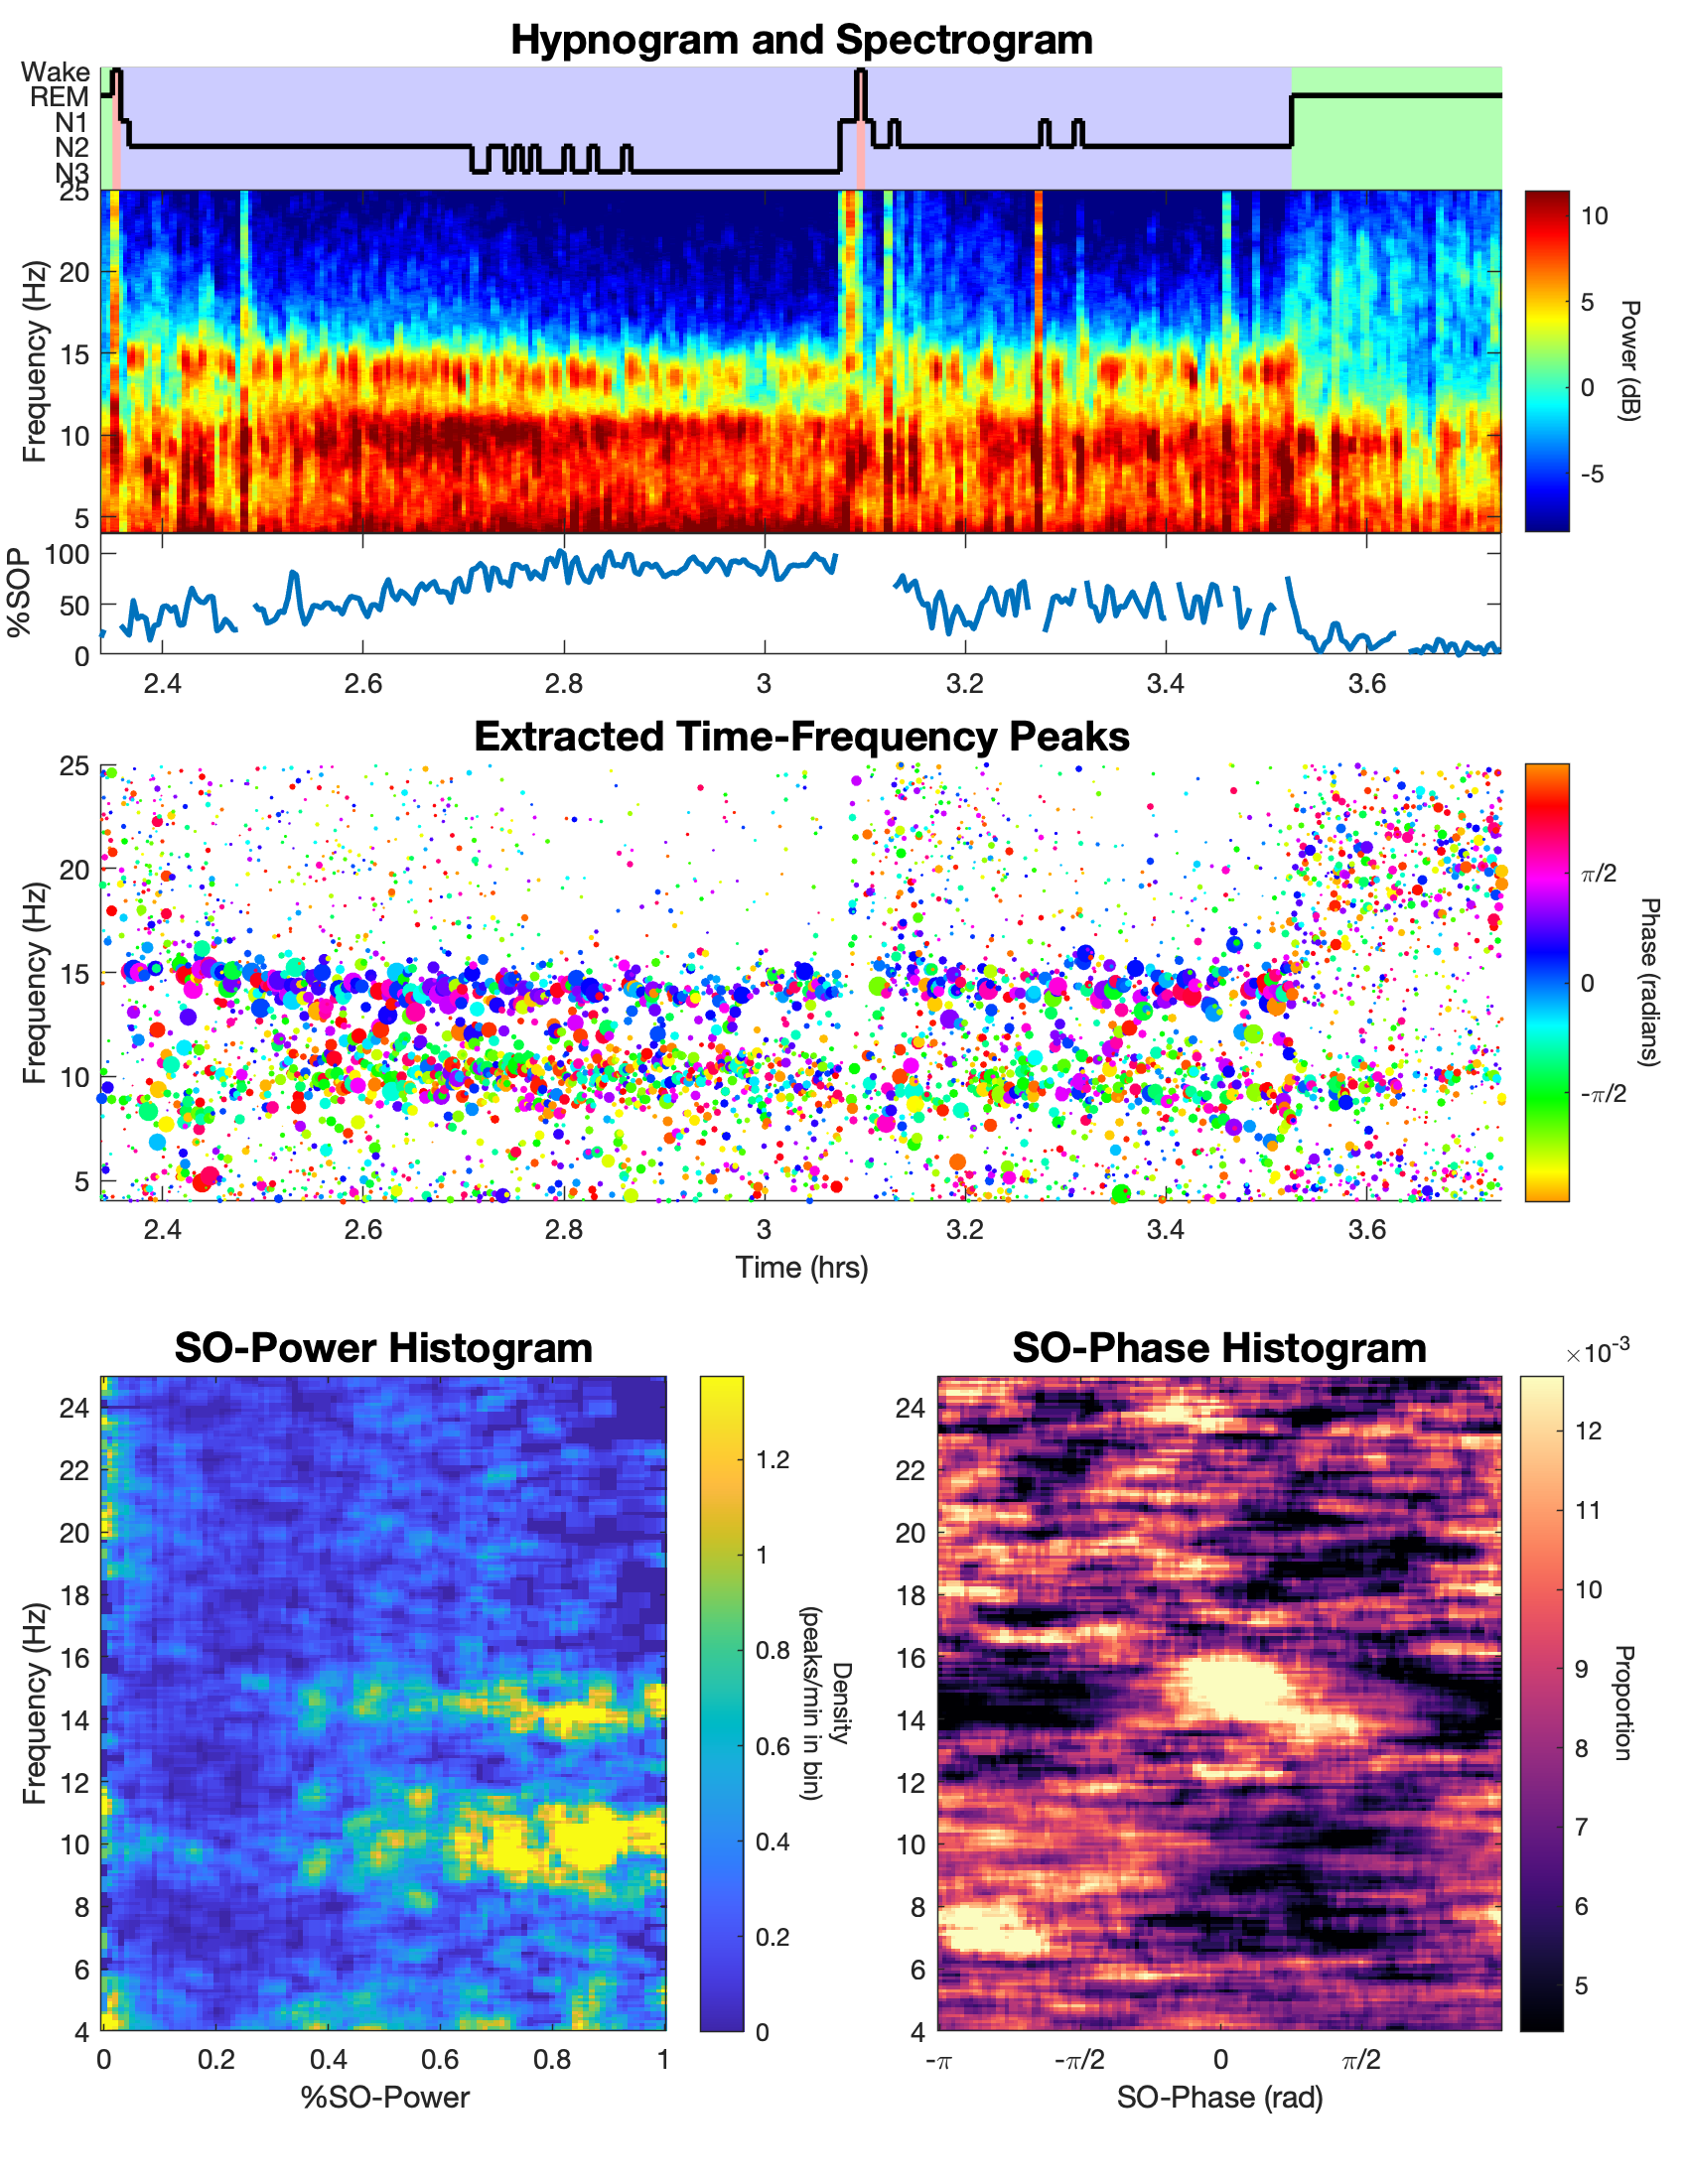 Hypnogram and Spectrogram
Wake
REM
N1
N2
N3
25
20
15
10
5
Frequency (Hz)
10
5
0
-5
Power (dB)
%SOP
100
50
0
2.4 2.6 2.8 3 3.2 3.4 3.6
Extracted Time-Frequency Peaks
25
20
15
10
5
Frequency (Hz)
π/2
0
-π/2
Phase (radians)
2.4 2.6 2.8 3 3.2 3.4 3.6
Time (hrs)
SO-Power Histogram
24
22
20
18
16
14
12
10
8
6
4
Frequency (Hz)
0 0.2 0.4 0.6 0.8 1
%SO-Power
1.2
1
0.8
0.6
0.4
0.2
0
Density
(peaks/min in bin)
SO-Phase Histogram
24
22
20
18
16
14
12
10
8
6
4
-π -π/2 0 π/2
SO-Phase (rad)
×10-3
12
11
10
9
8
7
6
5
Proportion